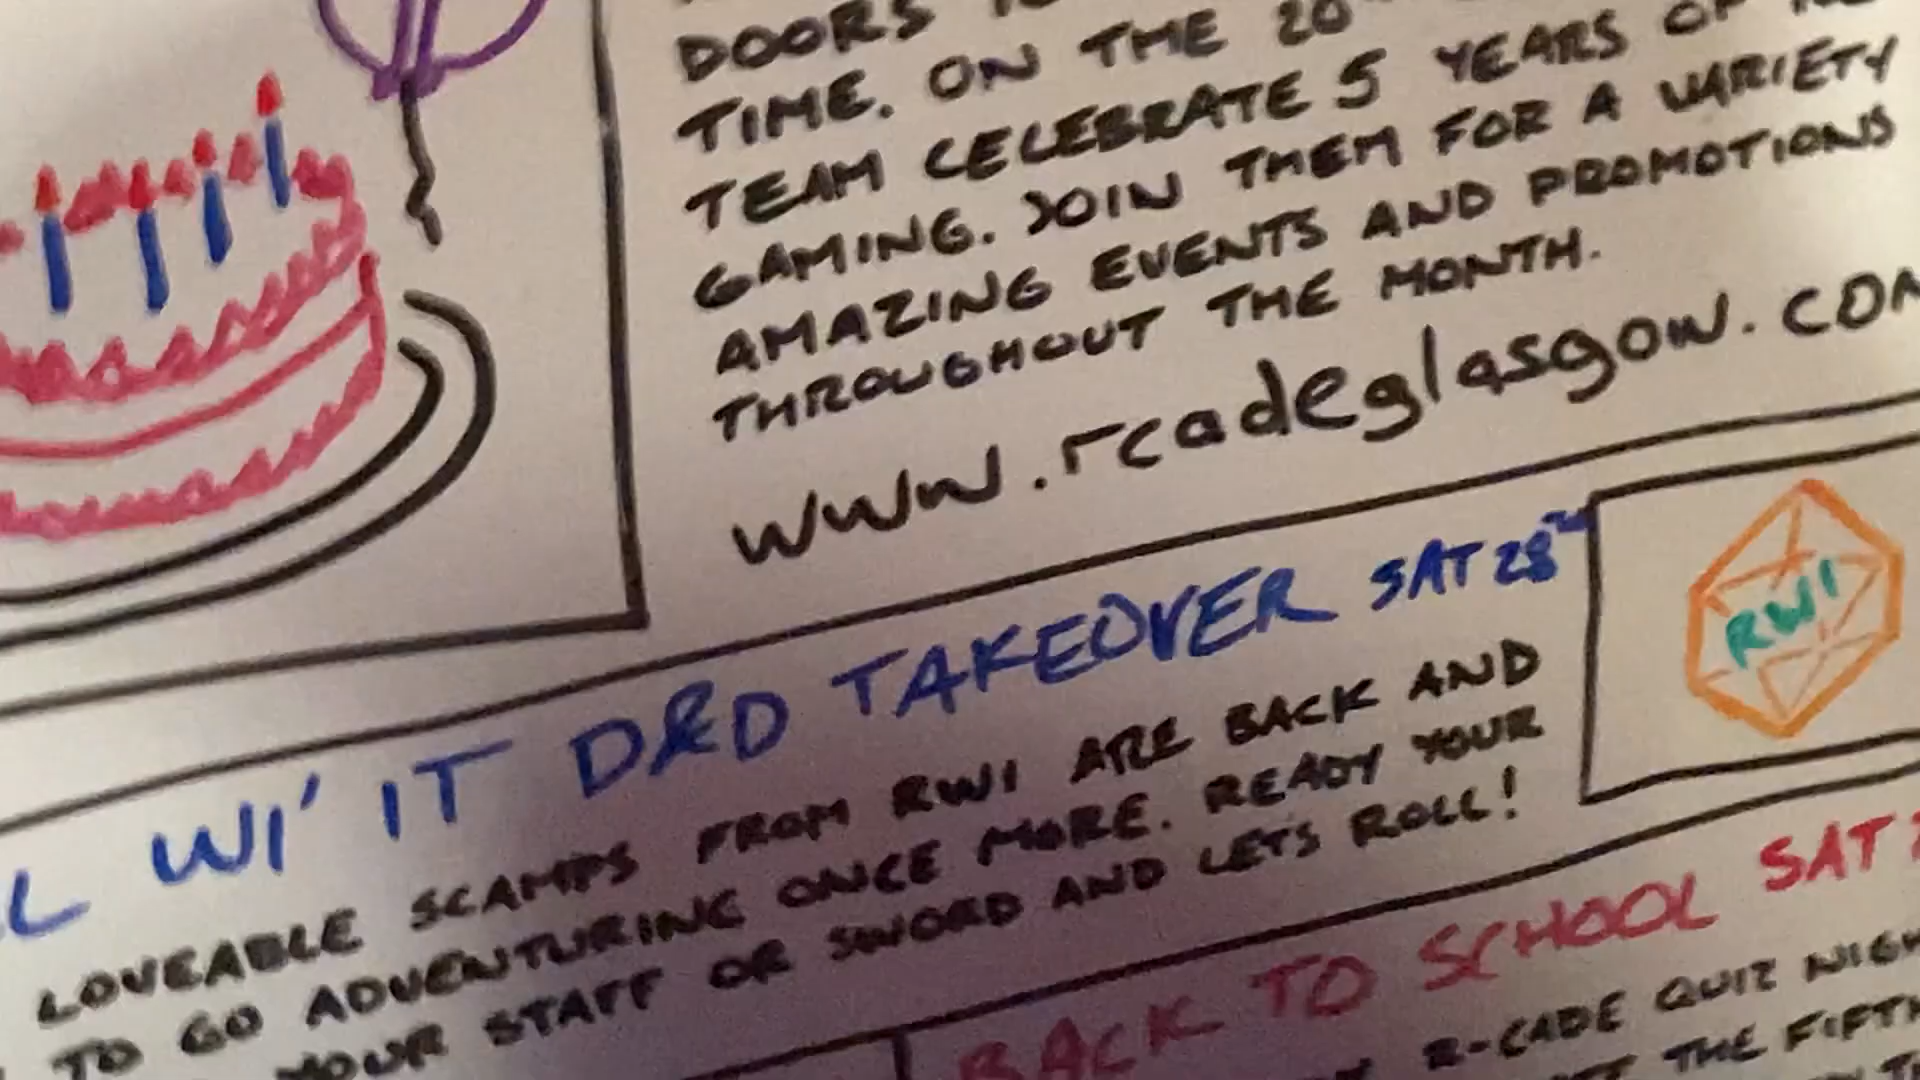 DOORS
TIME. ON THE 20
TEAM CELEBRATE 5 YEARS OF
GAMING. JOIN THEM FOR A VARIETY
AMAZING EVENTS AND PROMOTIONS
THROUGHOUT THE MONTH.
www.rcadeglasgow.com
L WI' IT D&D TAKEOVER SAT 28TH
RWI
LOVEABLE SCAMPS FROM RWI ARE BACK AND
TO GO ADVENTURING ONCE MORE. READY YOUR
YOUR STAFF OR SWORD AND LETS ROLL!
BACK TO SCHOOL SAT
R-CADE QUIZ NIGH
THE FIFTH